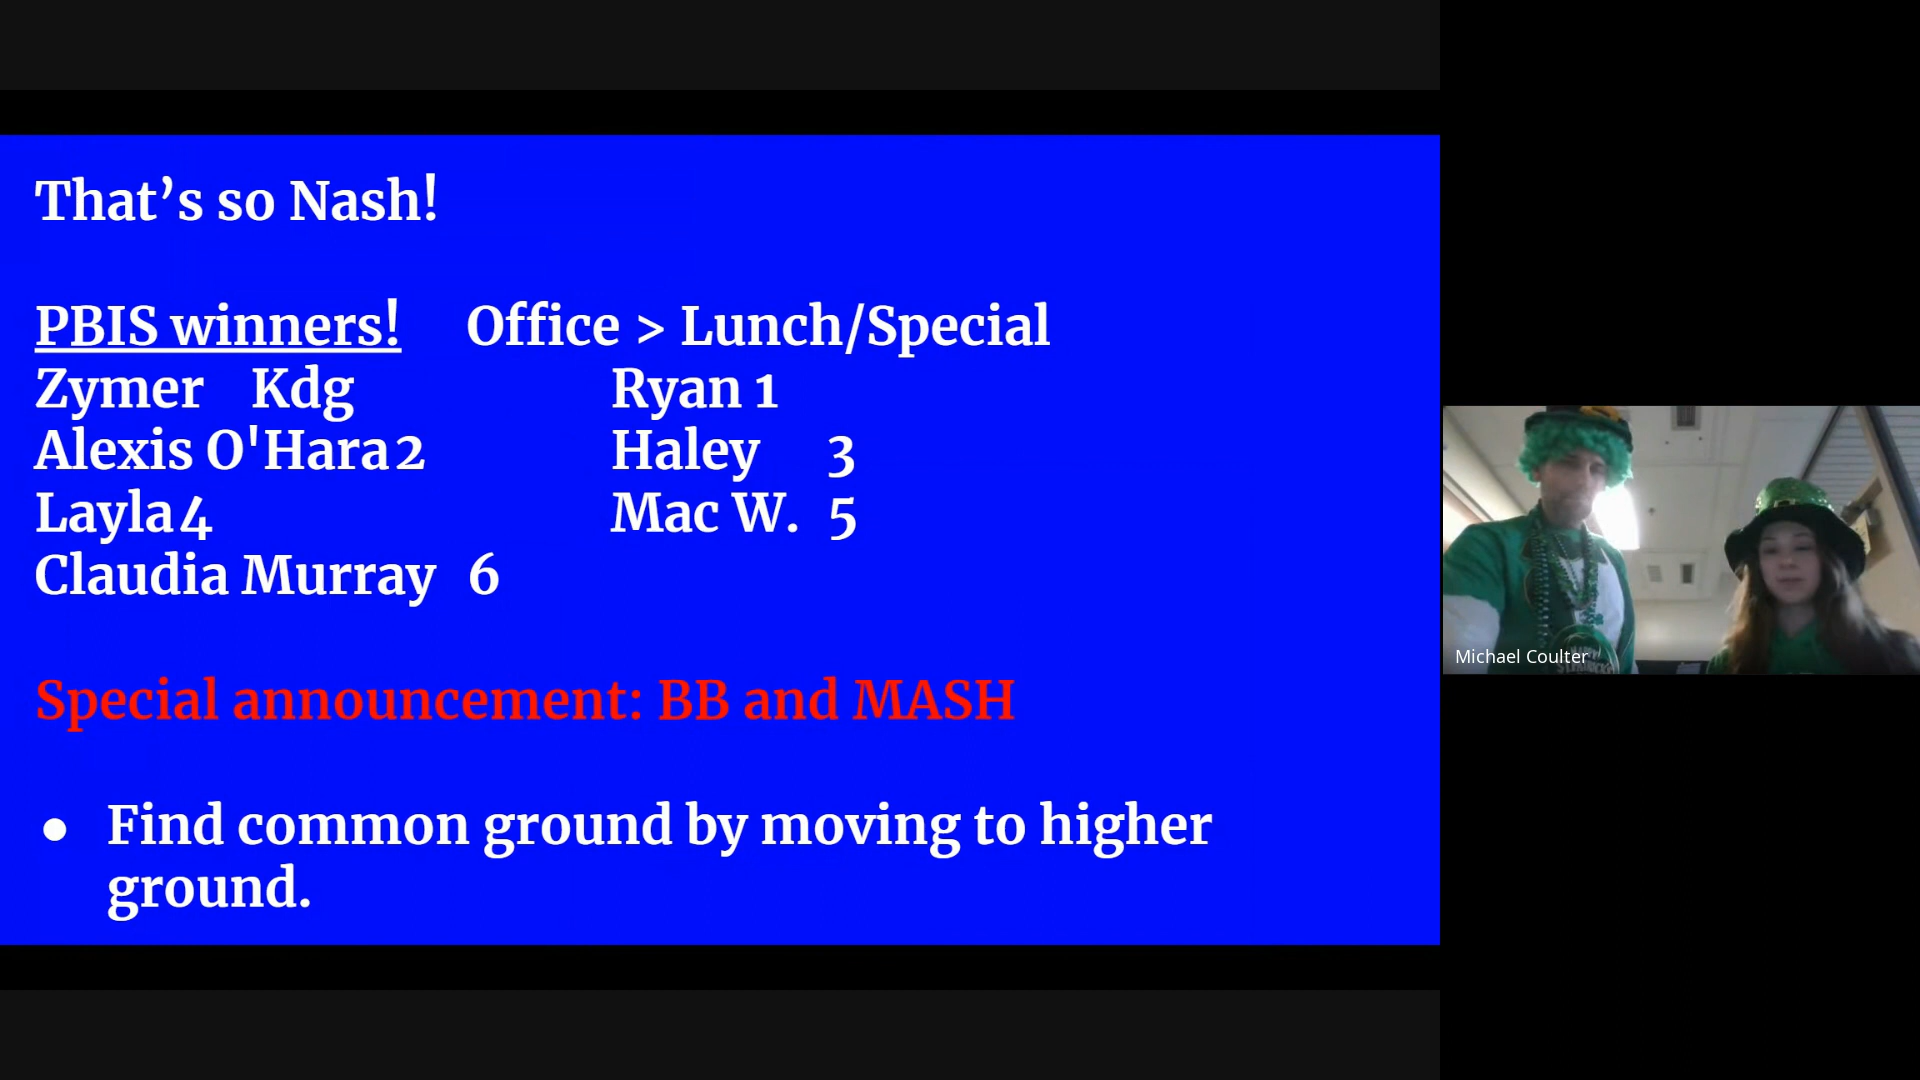 That’s so Nash!
PBIS winners! Office > Lunch/Special
Zymer Kdg Ryan 1
Alexis O'Hara 2 Haley 3
Layla 4 Mac W. 5
Claudia Murray 6
Special announcement: BB and MASH
● Find common ground by moving to higher
ground.
Michael Coulter